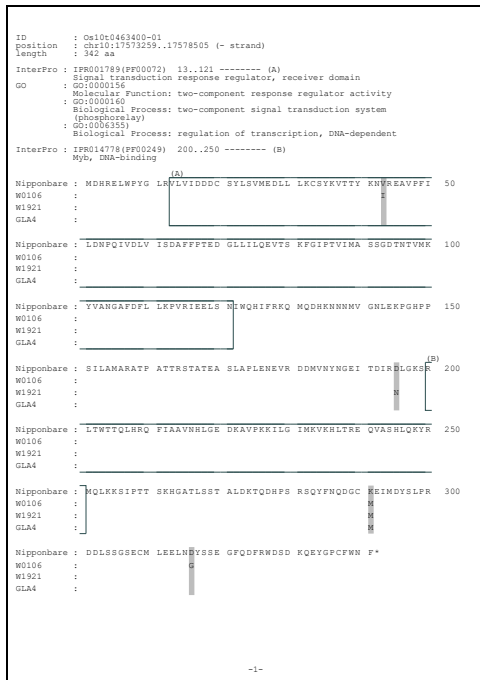 ID : Os10t0463400-01
position : chr10:17573259..17578505 (- strand)
length : 342 aa
InterPro : IPR001789(PF00072) 13..121 -------- (A)
Signal transduction response regulator, receiver domain
GO : GO:0000156
Molecular Function: two-component response regulator activity
: GO:0000160
Biological Process: two-component signal transduction system
(phosphorelay)
: GO:0006355)
Biological Process: regulation of transcription, DNA-dependent
InterPro : IPR014778(PF00249) 200..250 -------- (B)
Myb, DNA-binding
(A)
Nipponbare : MDHRELWPYG LRVLVIDDDC SYLSVMEDLL LKCSYKVTTY KNVREAVPFI 50
W0106 : I
W1921 :
GLA4 :
Nipponbare : LDNPQIVDLV ISDAFFPTED GLLILQEVTS KFGIPTVIMA SSGDTNTVMK 100
W0106 :
W1921 :
GLA4 :
Nipponbare : YVANGAFDFL LKPVRIEELS NIWQHIFRKQ MQDHKNNNMV GNLEKPGHPP 150
W0106 :
W1921 :
GLA4 :
(B)
Nipponbare : SILAMARATP ATTRSTATEA SLAPLENEVR DDMVNYNGEI TDIRDLGKSR 200
W0106 :
W1921 : N
GLA4 :
Nipponbare : LTWTTQLHRQ FIAAVNHLGE DKAVPKKILG IMKVKHLTRE QVASHLQKYR 250
W0106 :
W1921 :
GLA4 :
Nipponbare : MQLKKSIPTT SKHGATLSST ALDKTQDHPS RSQYFNQDGC KEIMDYSLPR 300
W0106 : M
W1921 : M
GLA4 : M
Nipponbare : DDLSSGSECM LEELNDYSSE GFQDFRWDSD KQEYGPCFWN F*
W0106 : G
W1921 :
GLA4 :
-1-